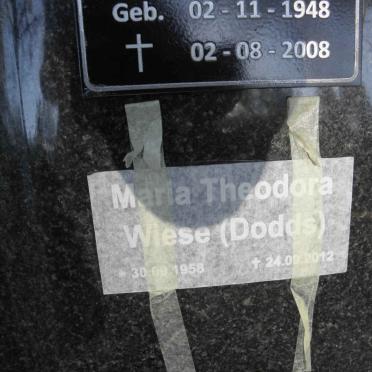 Geb. 02 - 11 - 1948
02 - 08 - 2008
Maria Theodora
Wiese (Dodds)
* 30.09.1958 † 24.09.2012